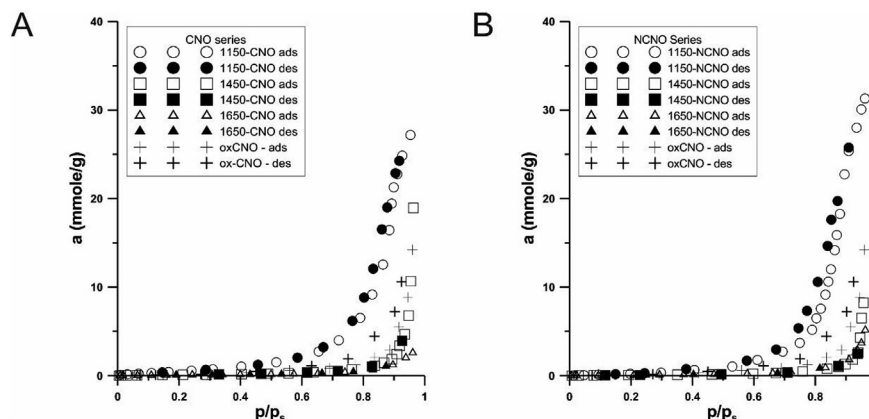 A
CNO series
1150-CNO ads
1150-CNO des
1450-CNO ads
1450-CNO des
1650-CNO ads
1650-CNO des
oxCNO - ads
ox-CNO - des
a (mmole/g)
40
30
20
10
0
0 0.2 0.4 0.6 0.8 1
p/ps
B
NCNO Series
1150-NCNO ads
1150-NCNO des
1450-NCNO ads
1450-NCNO des
1650-NCNO ads
1650-NCNO des
oxCNO - ads
oxCNO - des
a (mmole/g)
40
30
20
10
0
0 0.2 0.4 0.6 0.8
p/ps